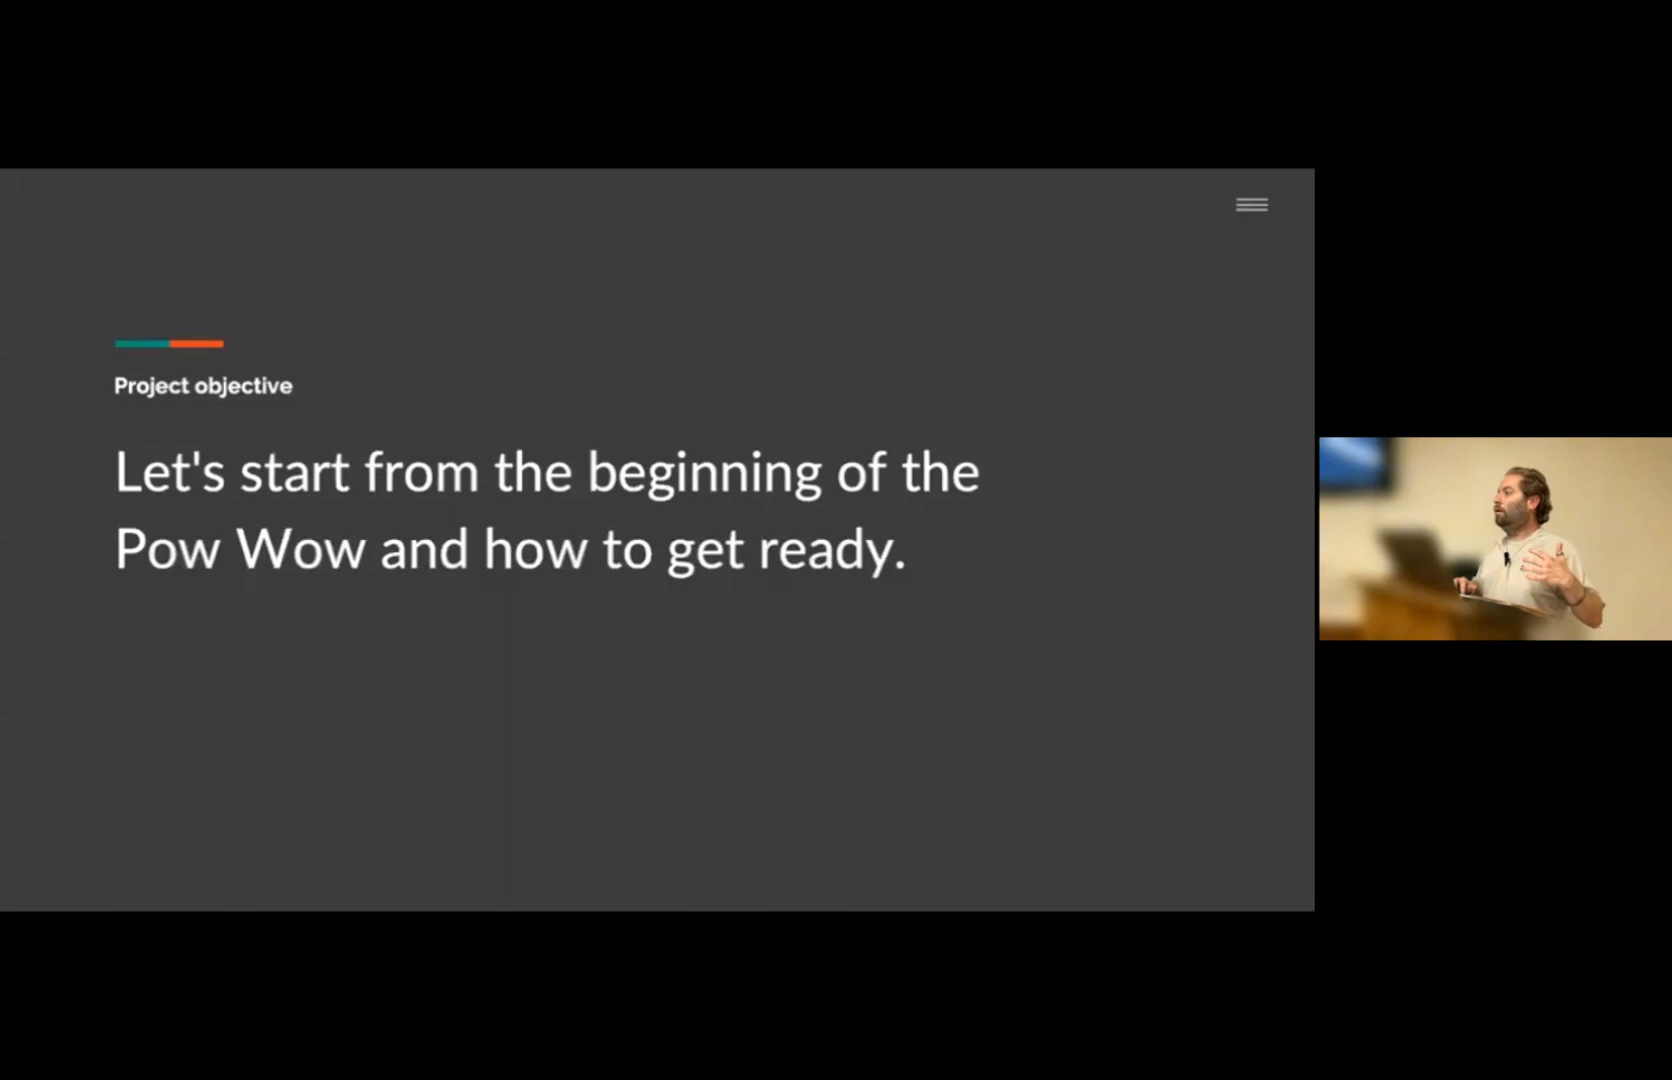 Project objective
Let's start from the beginning of the
Pow Wow and how to get ready.